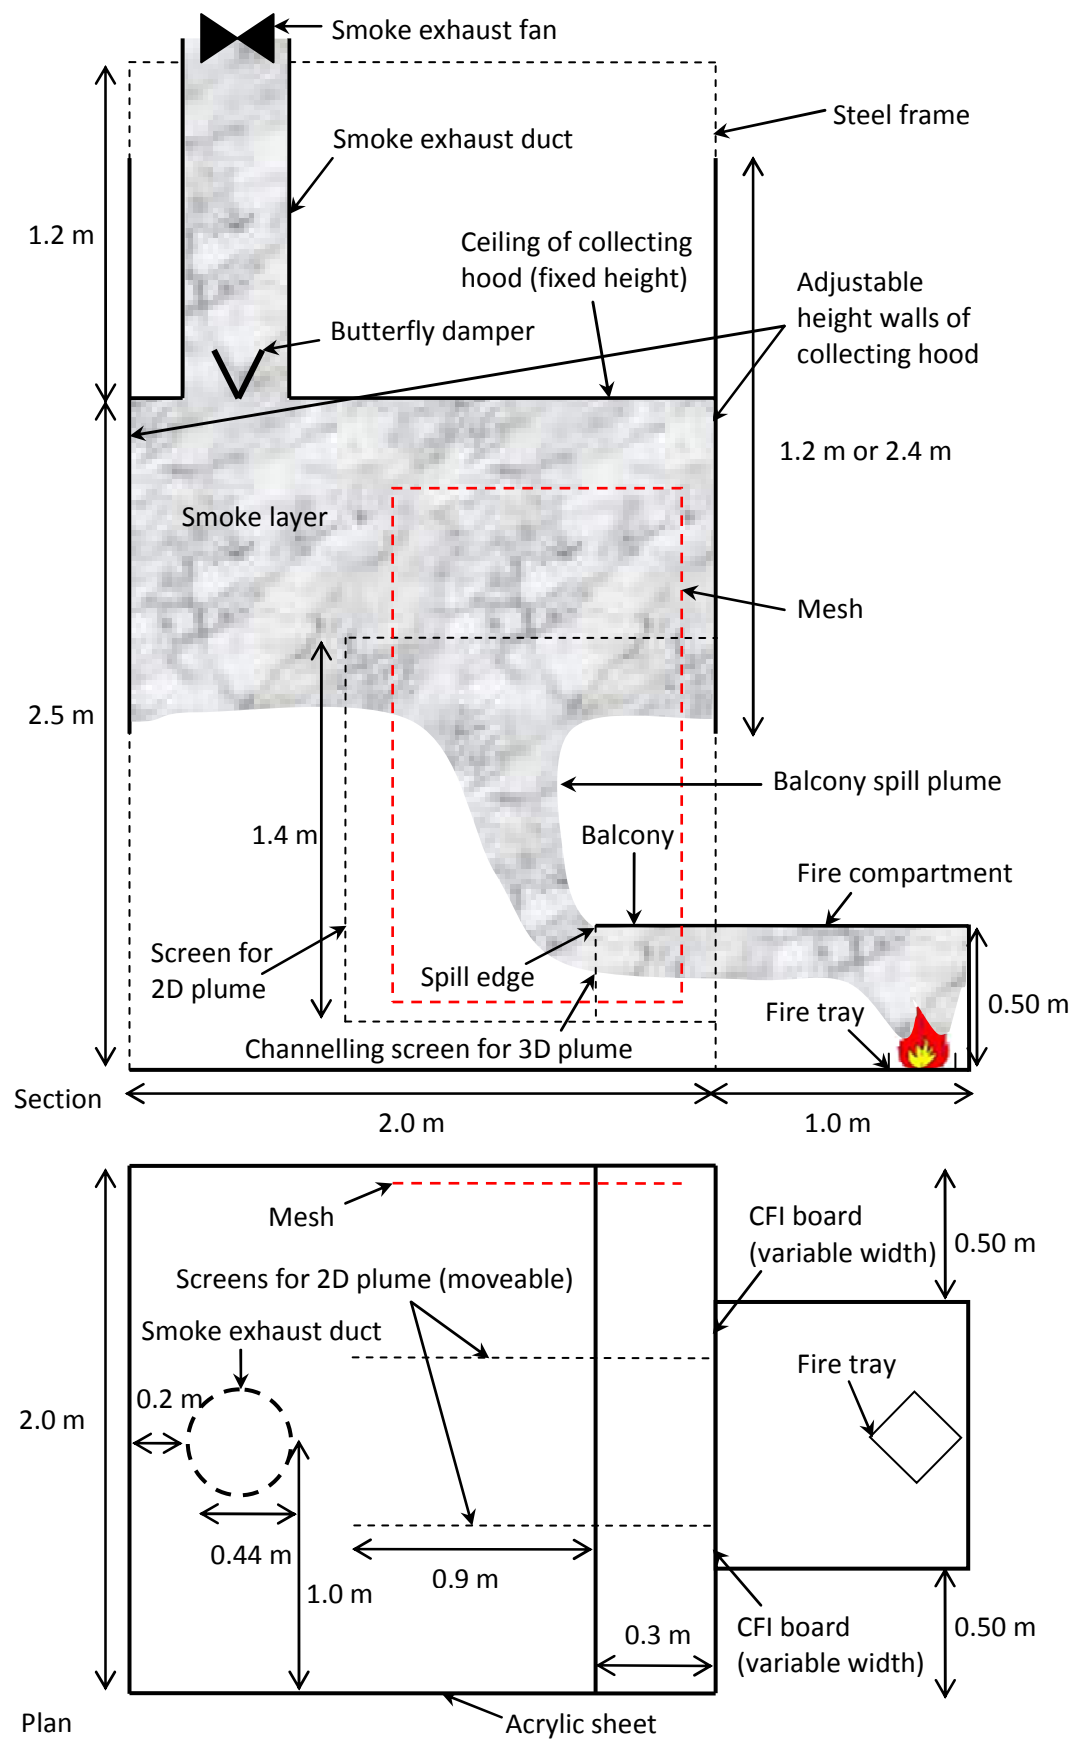 Smoke exhaust fan
Steel frame
Smoke exhaust duct
1.2 m
Ceiling of collecting
hood (fixed height)
Adjustable
height walls of
collecting hood
Butterfly damper
1.2 m or 2.4 m
Smoke layer
Mesh
2.5 m
Balcony spill plume
1.4 m
Balcony
Fire compartment
Screen for
2D plume
Spill edge
0.50 m
Fire tray
Channelling screen for 3D plume
Section
2.0 m
1.0 m
Mesh
CFI board
(variable width)
0.50 m
Screens for 2D plume (moveable)
Smoke exhaust duct
Fire tray
0.2 m
2.0 m
0.44 m
0.9 m
1.0 m
0.3 m
CFI board
(variable width)
0.50 m
Plan
Acrylic sheet